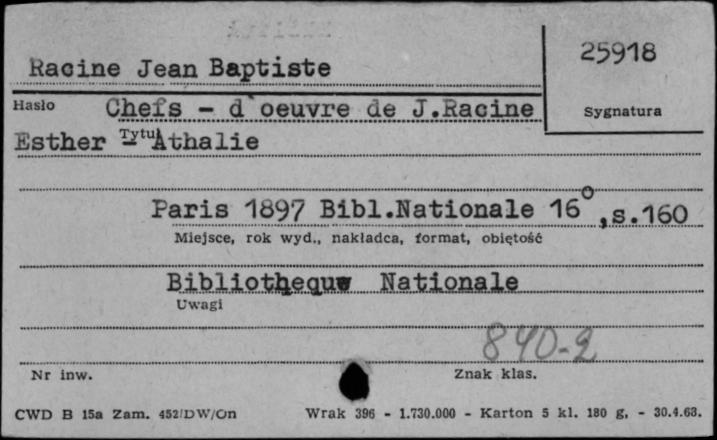 25918
Racine Jean Baptiste
Hasło Chefs - d`oeuvre de J.Racine Sygnatura
Esther - Tytuł Athalie
Paris 1897 Bibl.Nationale 16°,s.160
Miejsce, rok wyd., nakładca, format, objętość
Bibliothequw Nationale
Uwagi
840-2
Nr inw. Znak klas.
CWD B 15a Zam. 452/DW/On Wrak 396 - 1.730.000 - Karton 5 kl. 180 g. - 30.4.63.